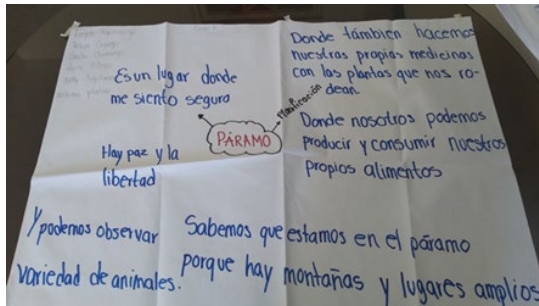 Donde támbien hacemos
nuestras propias medicinas
con las plantas que nos ro-
dean.
Es un lugar donde
me siento seguro
Planificación
PÁRAMO
Donde nosotros podemos
producir y consumir nuestros
propios alimentos
Hay paz y la
libertad
Y podemos observar
variedad de animales.
Sabemos que estamos en el páramo
porque hay montañas y lugares amplios